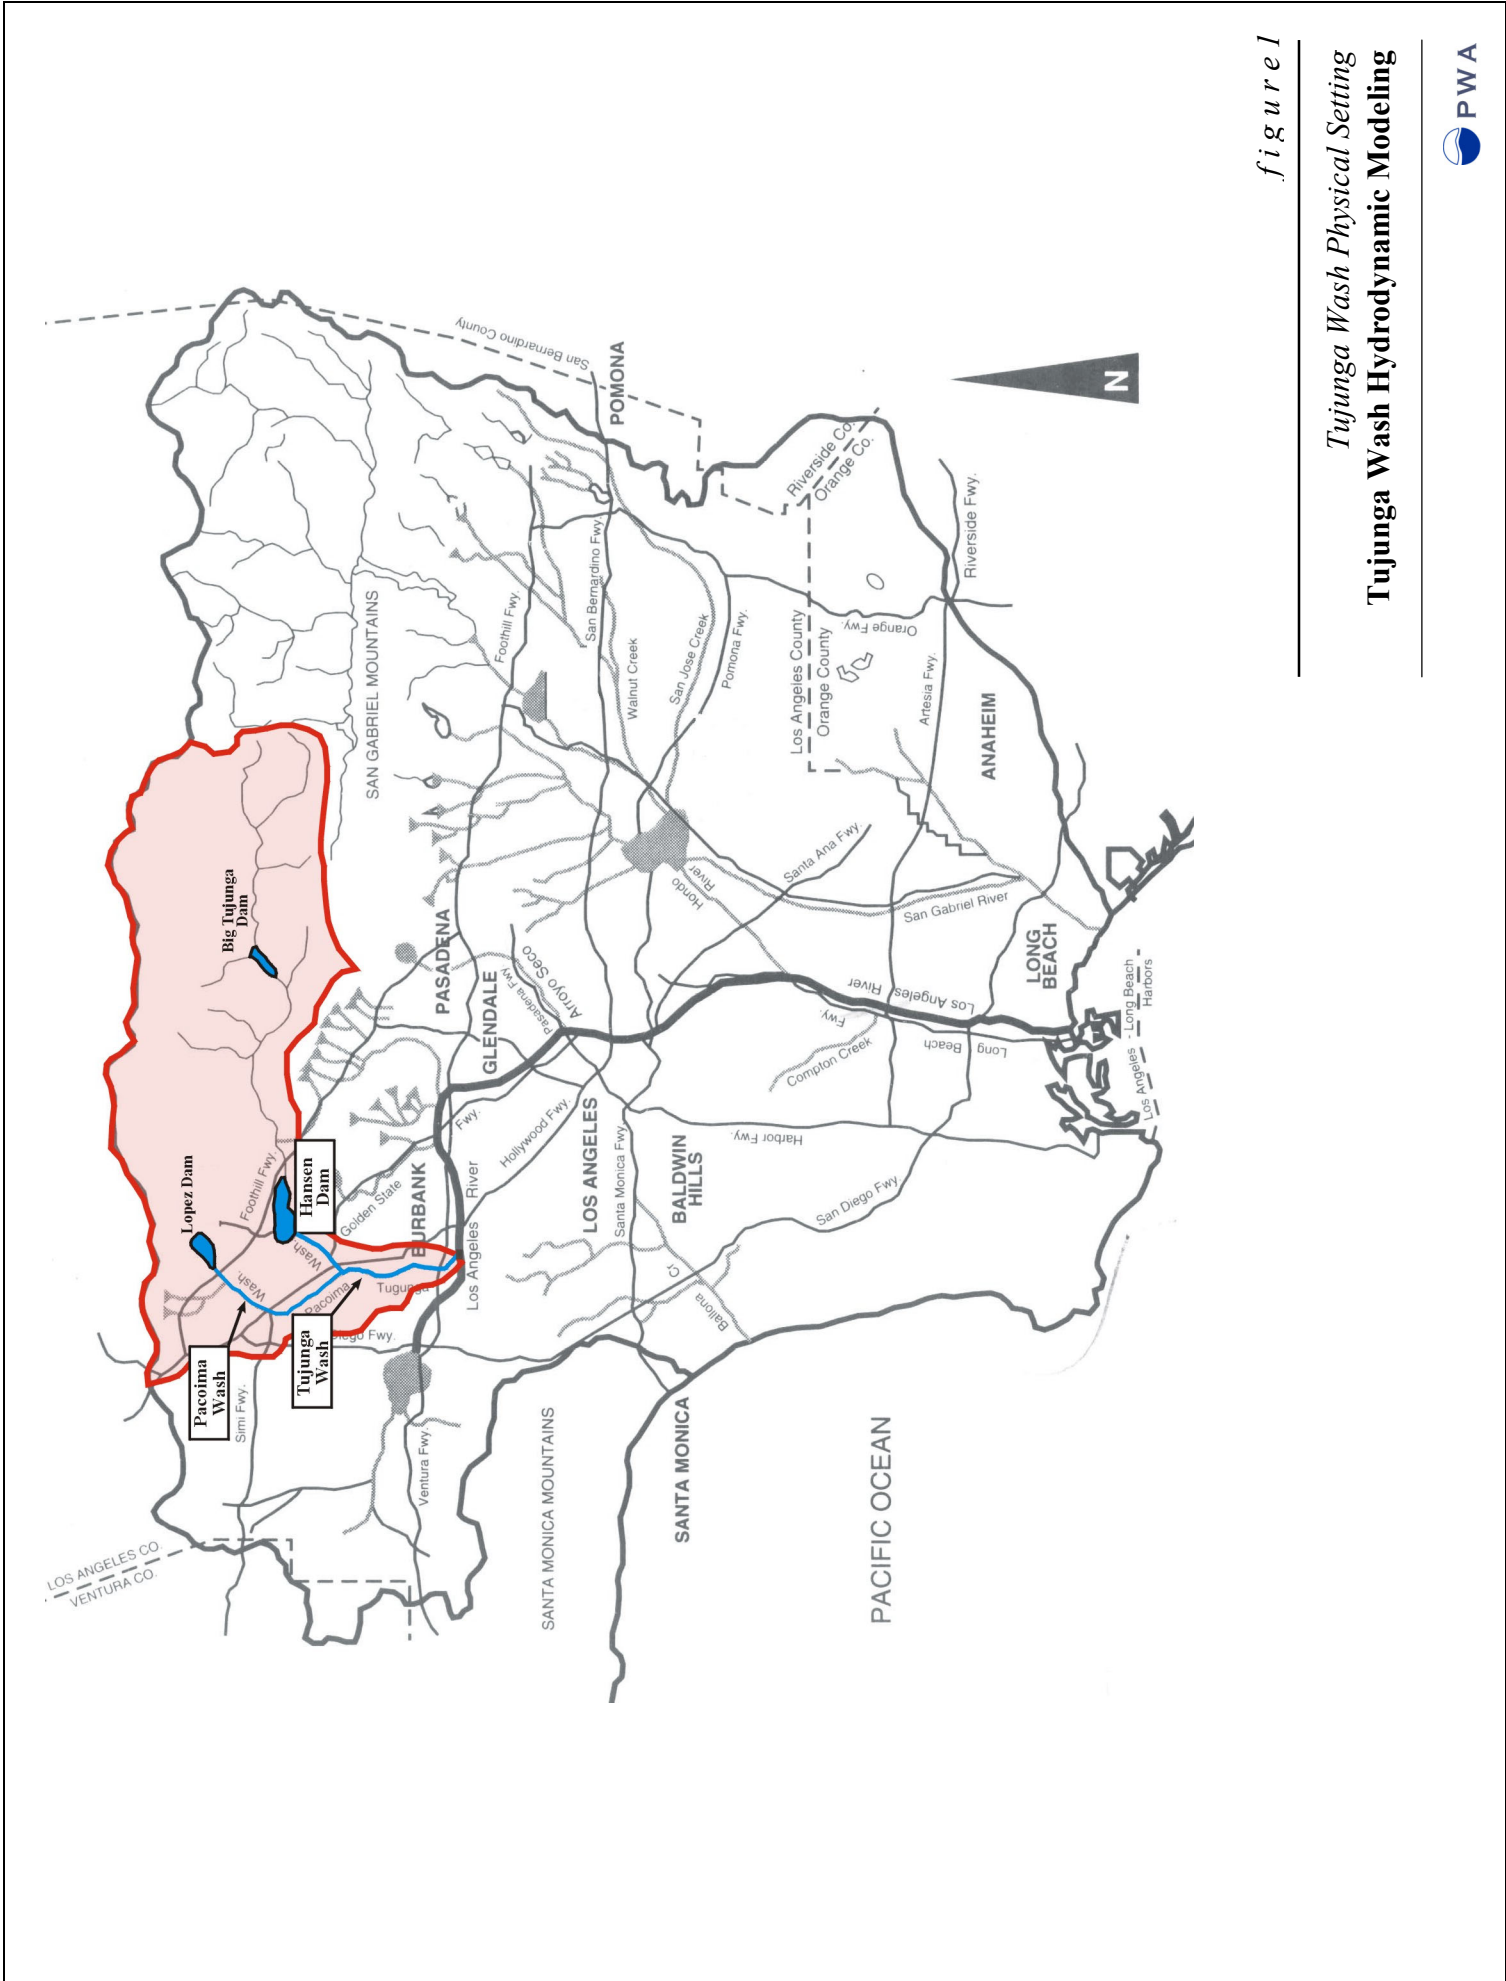 LOS ANGELES CO.
VENTURA CO.
San Bernardino County
SAN GABRIEL MOUNTAINS
Big Tujunga
Dam
Lopez Dam
Hansen
Dam
Pacoima
Wash
Tujunga
Wash
Foothill Fwy.
Wash.
Wash.
Pacoima
Tugunga
Diego Fwy.
Simi Fwy.
Golden State
Fwy.
BURBANK
GLENDALE
PASADENA
Pasadena Fwy.
Arroyo Seco
Foothill Fwy.
San Bernardino Fwy.
POMONA
Walnut Creek
San Jose Creek
Pomona Fwy.
Los Angeles River
Ventura Fwy.
Hollywood Fwy.
LOS ANGELES
Santa Monica Fwy.
BALDWIN
HILLS
Harbor Fwy.
San Diego Fwy
Ballona
Cr
SANTA MONICA MOUNTAINS
SANTA MONICA
PACIFIC OCEAN
Hondo
River
Santa Ana Fwy.
San Gabriel River
Los Angeles River
Long
Beach
Fwy.
Compton Creek
Los Angeles County
Orange County
Riverside Co.
Orange Co.
Orange Fwy.
Artesia Fwy.
Riverside Fwy.
ANAHEIM
LONG
BEACH
Los Angeles - Long Beach
Harbors
N
figure 1
Tujunga Wash Physical Setting
Tujunga Wash Hydrodynamic Modeling
PWA